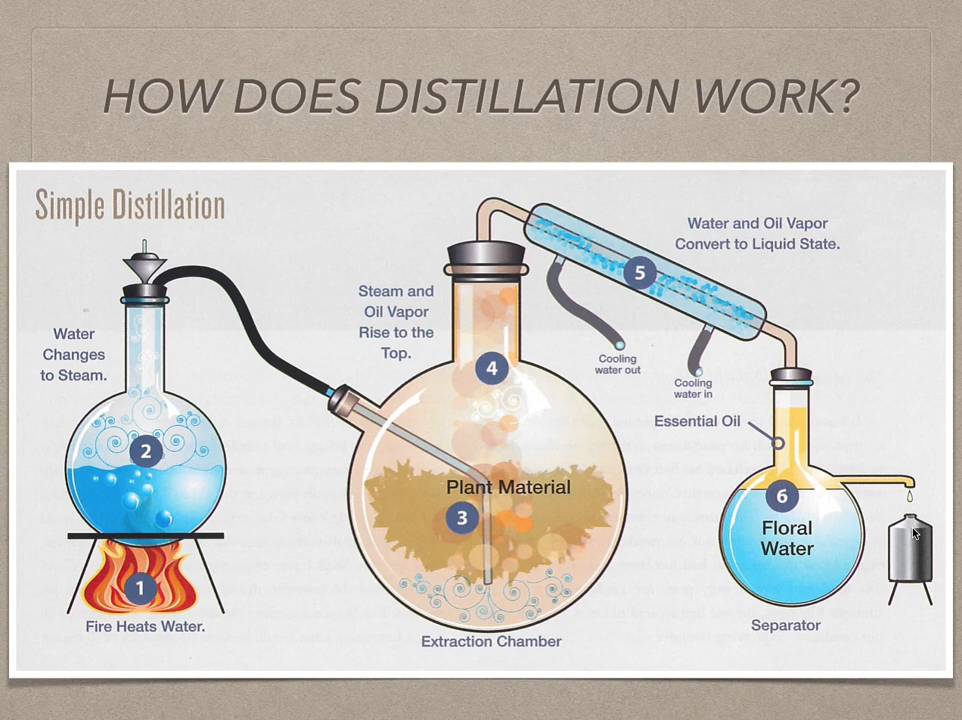 HOW DOES DISTILLATION WORK?
Simple Distillation
Water
Changes
to Steam.
2
1
Fire Heats Water.
Steam and
Oil Vapor
Rise to the
Top.
4
Plant Material
3
Extraction Chamber
Water and Oil Vapor
Convert to Liquid State.
5
Cooling
water out
Cooling
water in
Essential Oil
6
Floral
Water
Separator